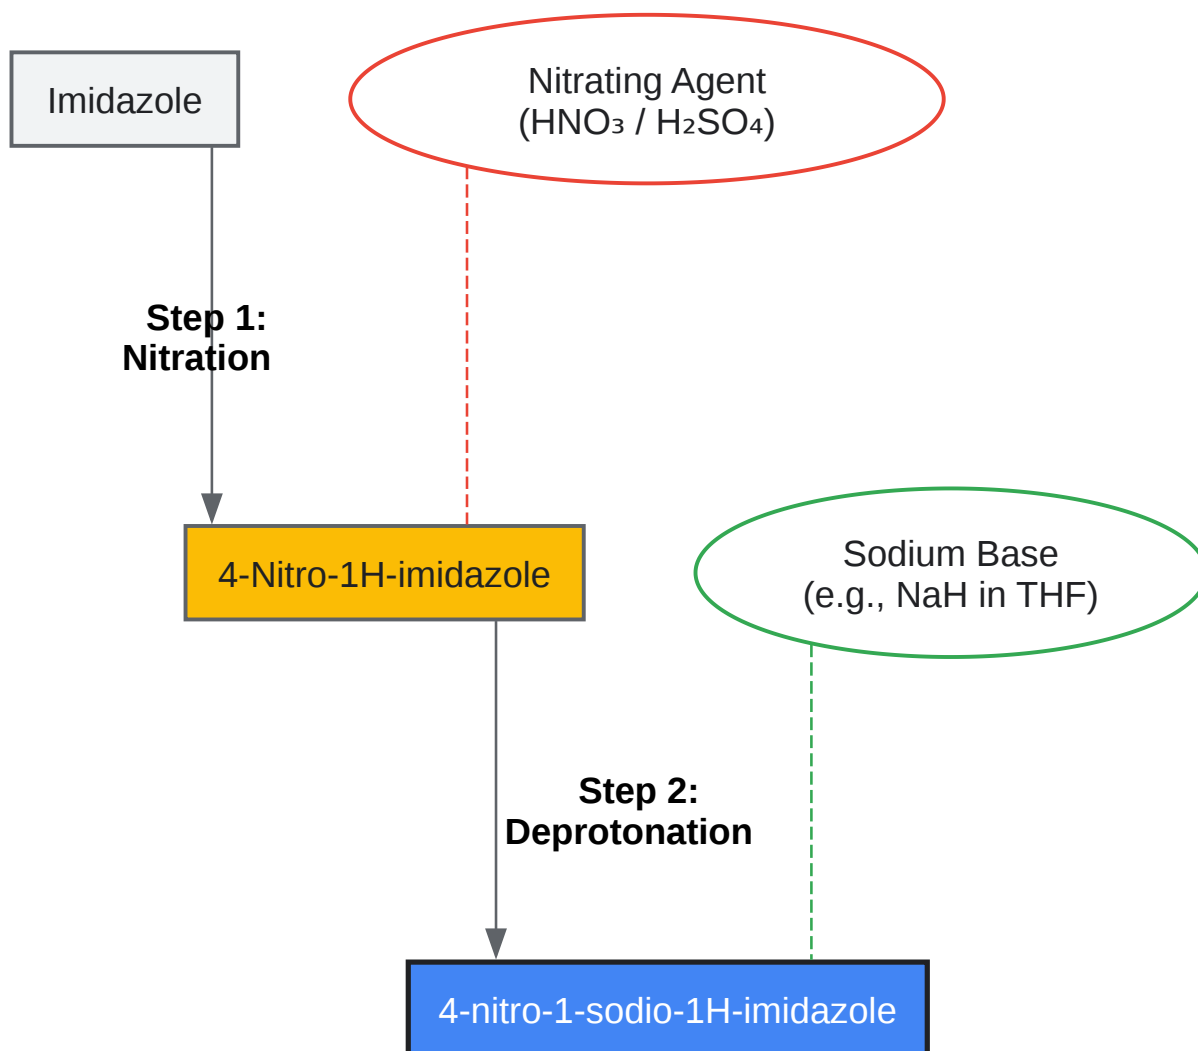 Imidazole
Nitrating Agent
(HNO₃ / H₂SO₄)
Step 1:
Nitration
4-Nitro-1H-imidazole
Sodium Base
(e.g., NaH in THF)
Step 2:
Deprotonation
4-nitro-1-sodio-1H-imidazole